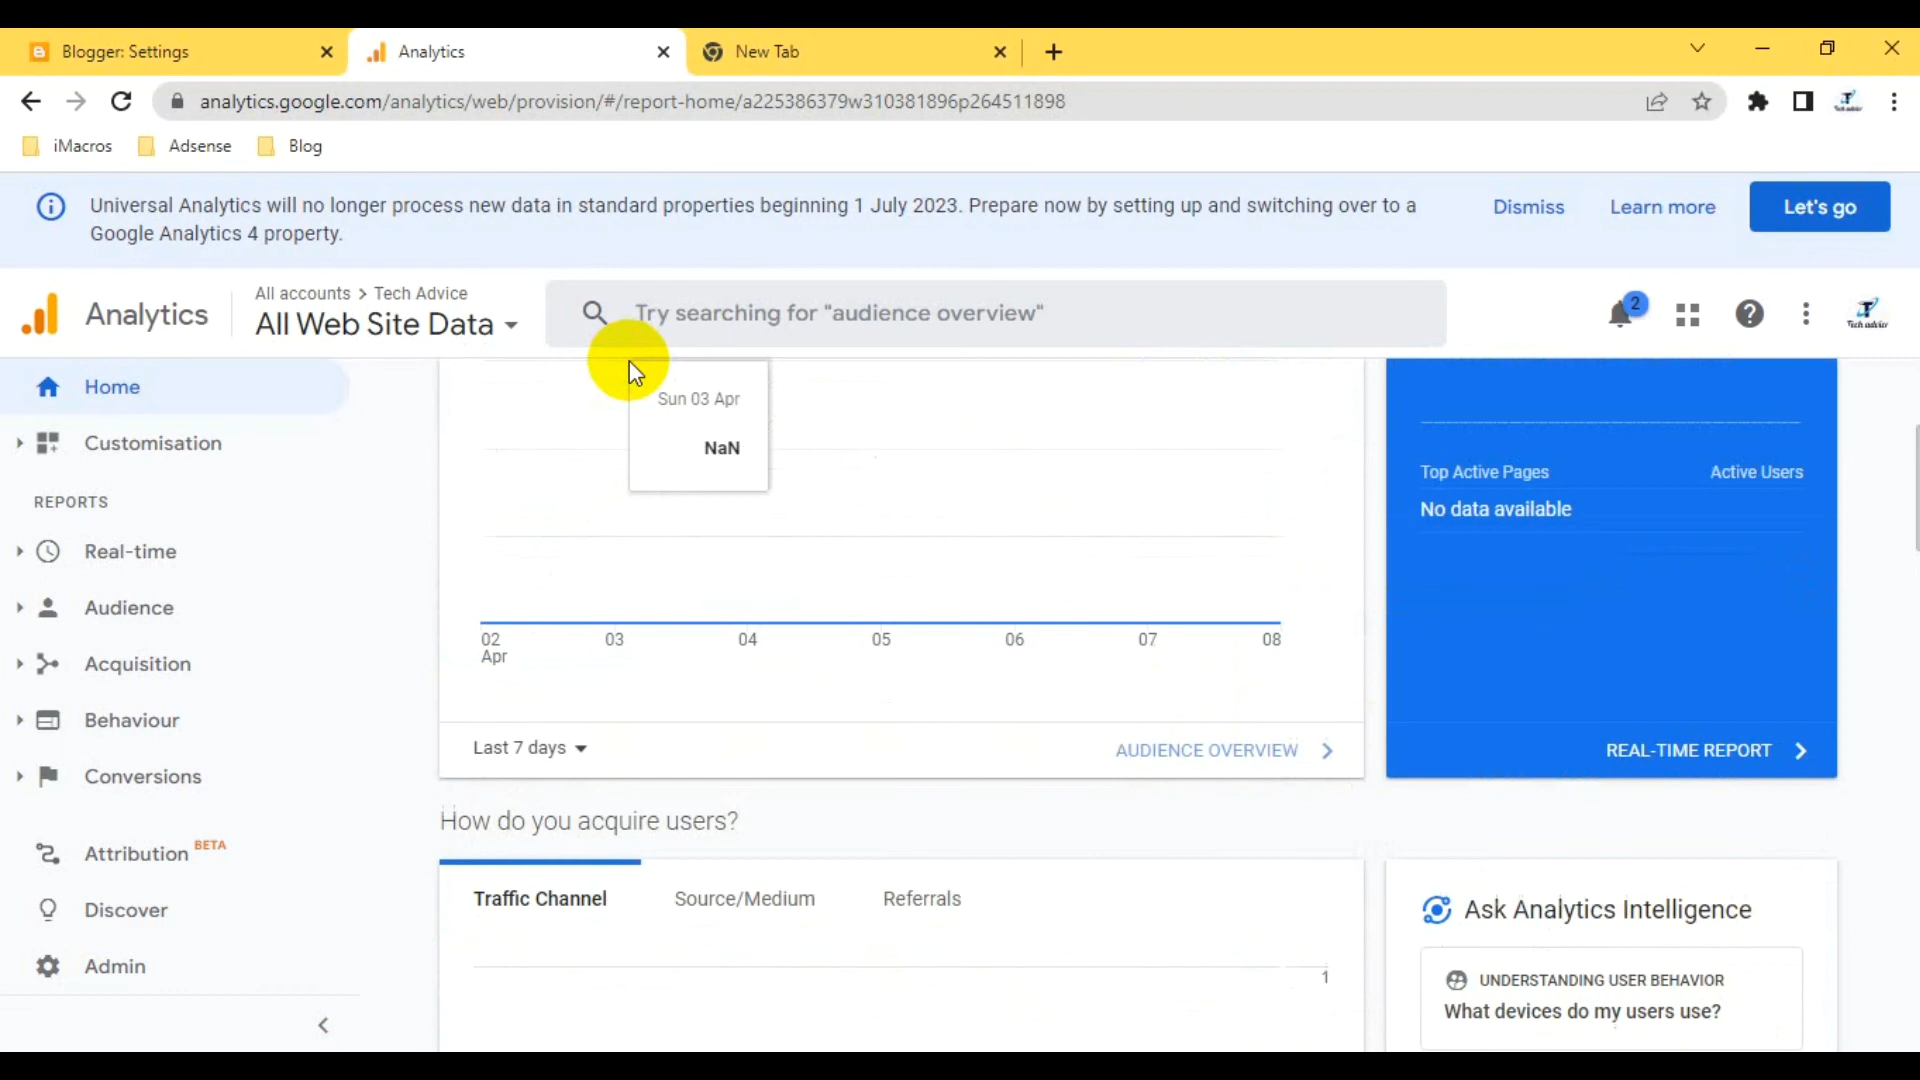 Blogger: Settings
Analytics
New Tab
analytics.google.com/analytics/web/provision/#/report-home/a225386379w310381896p264511898
iMacros
Adsense
Blog
Universal Analytics will no longer process new data in standard properties beginning 1 July 2023. Prepare now by setting up and switching over to a
Google Analytics 4 property.
Dismiss
Learn more
Let's go
Analytics
All accounts > Tech Advice
All Web Site Data
Try searching for "audience overview"
2
Tech advice
Home
Customisation
REPORTS
Real-time
Audience
Acquisition
Behaviour
Conversions
Attribution BETA
Discover
Admin
Sun 03 Apr
NaN
02 03 04 05 06 07 08
Apr
Last 7 days
AUDIENCE OVERVIEW
Top Active Pages Active Users
No data available
REAL-TIME REPORT
How do you acquire users?
Traffic Channel
Source/Medium
Referrals
1
Ask Analytics Intelligence
UNDERSTANDING USER BEHAVIOR
What devices do my users use?